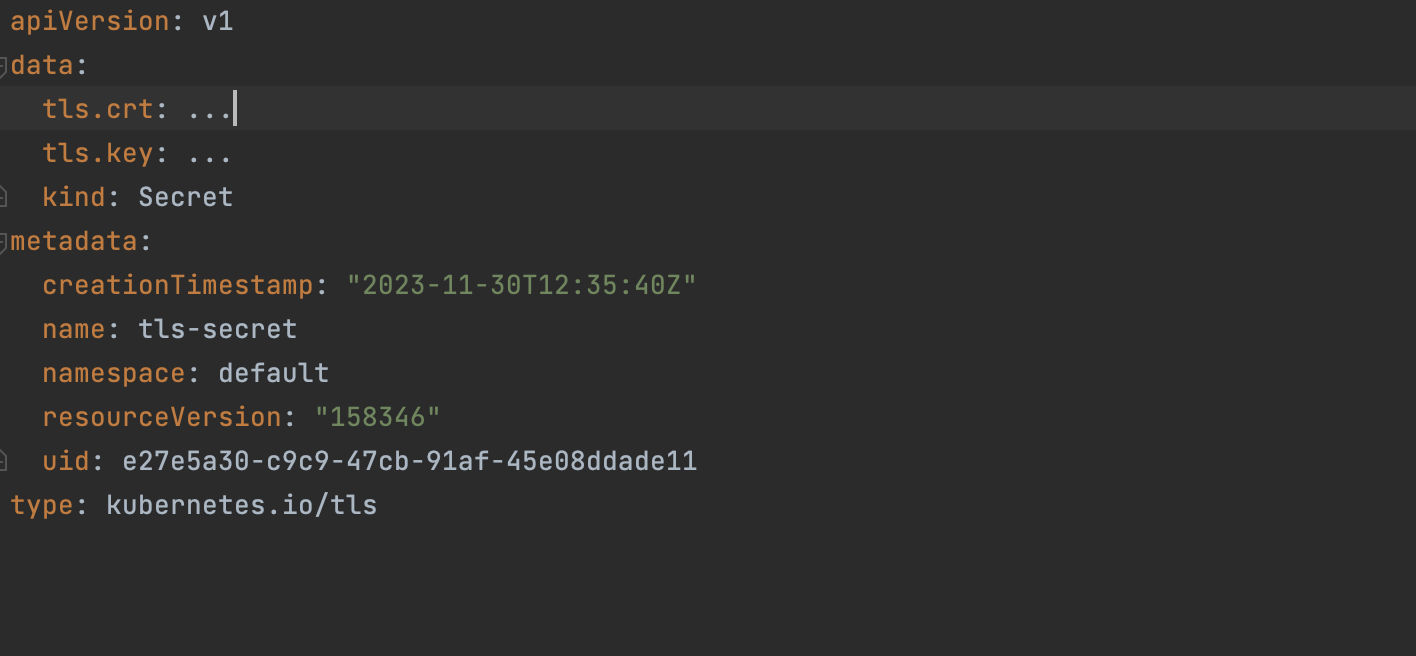 apiVersion: v1
data:
  tls.crt: ...
  tls.key: ...
  kind: Secret
metadata:
  creationTimestamp: "2023-11-30T12:35:40Z"
  name: tls-secret
  namespace: default
  resourceVersion: "158346"
  uid: e27e5a30-c9c9-47cb-91af-45e08ddade11
type: kubernetes.io/tls